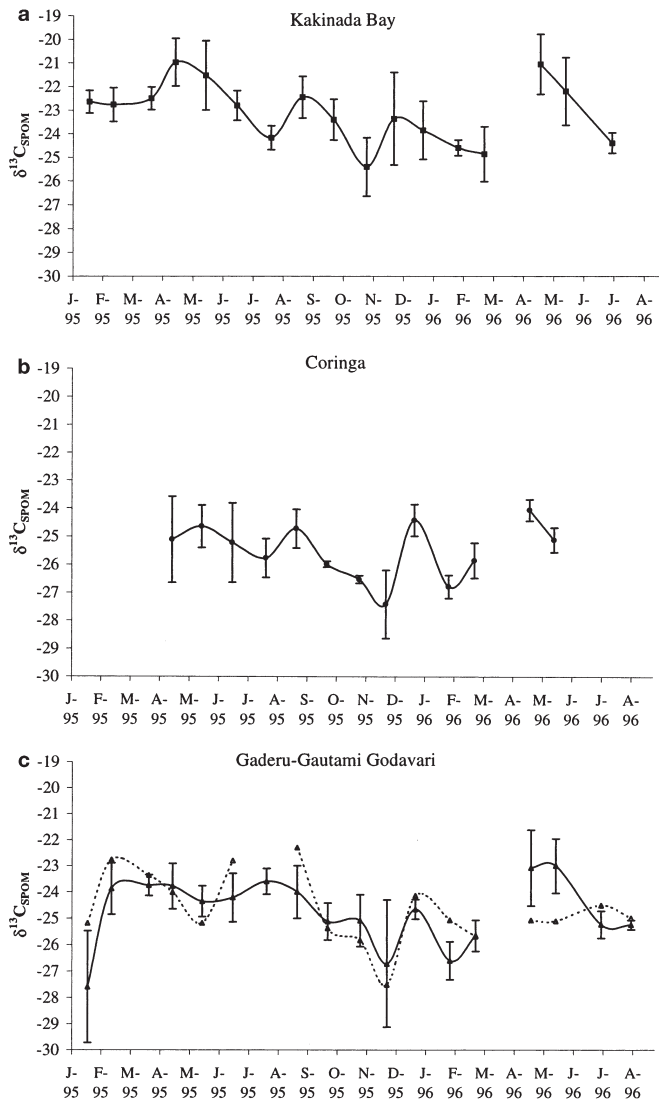 a
Kakinada Bay
-19
-20
-21
-22
-23
-24
-25
-26
-27
-28
-29
-30
δ¹³C_SPOM
J- F- M- A- M- J- J- A- S- O- N- D- J- F- M- A- M- J- J- A-
95 95 95 95 95 95 95 95 95 95 95 95 96 96 96 96 96 96 96 96
b
Coringa
-19
-20
-21
-22
-23
-24
-25
-26
-27
-28
-29
-30
δ¹³C_SPOM
J- F- M- A- M- J- J- A- S- O- N- D- J- F- M- A- M- J- J- A-
95 95 95 95 95 95 95 95 95 95 95 95 96 96 96 96 96 96 96 96
c
Gaderu-Gautami Godavari
-19
-20
-21
-22
-23
-24
-25
-26
-27
-28
-29
-30
δ¹³C_SPOM
J- F- M- A- M- J- J- A- S- O- N- D- J- F- M- A- M- J- J- A-
95 95 95 95 95 95 95 95 95 95 95 95 96 96 96 96 96 96 96 96